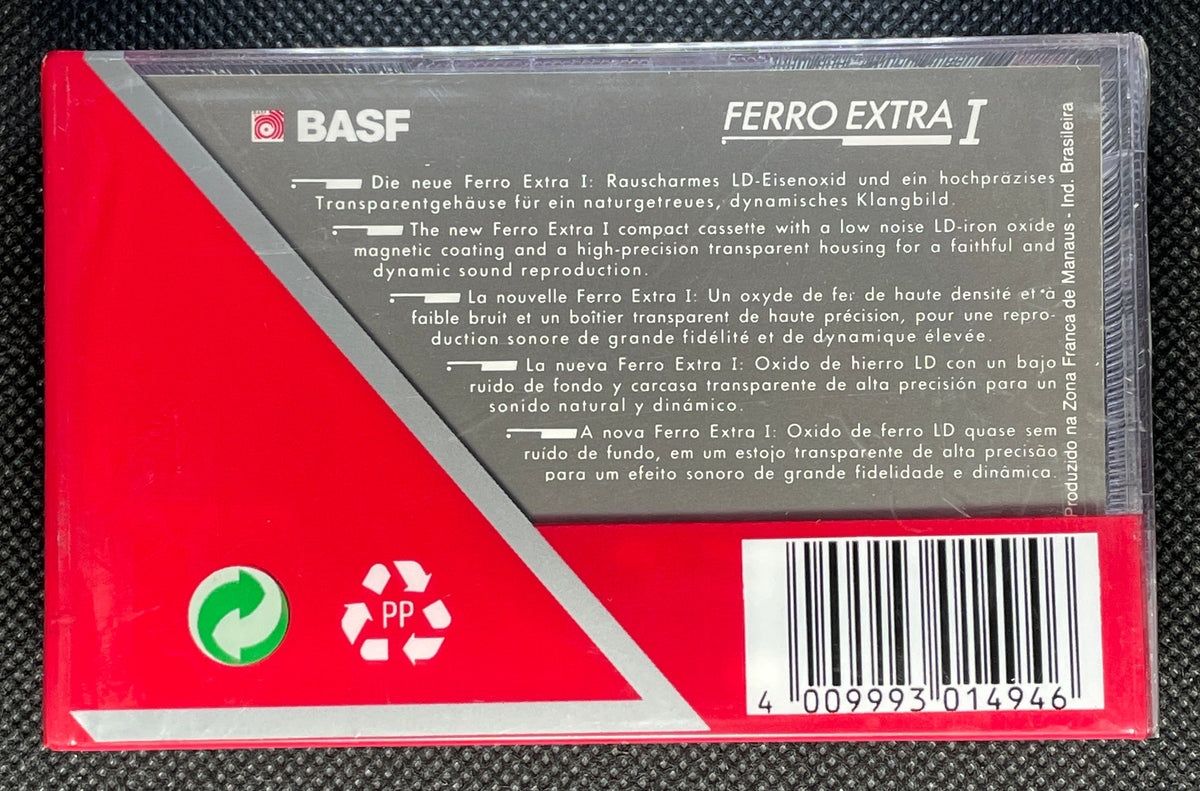 BASF
FERRO EXTRA I
Die neue Ferro Extra I: Rauscharmes LD-Eisenoxid und ein hochpräzises
Transparentgehäuse für ein naturgetreues, dynamisches Klangbild.
The new Ferro Extra I compact cassette with a low noise LD-iron oxide
magnetic coating and a high-precision transparent housing for a faithful and
dynamic sound reproduction.
La nouvelle Ferro Extra I: Un oxyde de fer de haute densité et à
faible bruit et un boîtier transparent de haute précision, pour une repro-
duction sonore de grande fidélité et de dynamique élevée.
La nueva Ferro Extra I: Oxido de hierro LD con un bajo
ruido de fondo y carcasa transparente de alta precisión para un
sonido natural y dinámico.
A nova Ferro Extra I: Oxido de ferro LD quase sem
ruído de fundo, em um estojo transparente de alta precisão
para um efeito sonoro de grande fidelidade e dinâmica.
Produzido na Zona Franca de Manaus - Ind. Brasileira
PP
4 009993 014946